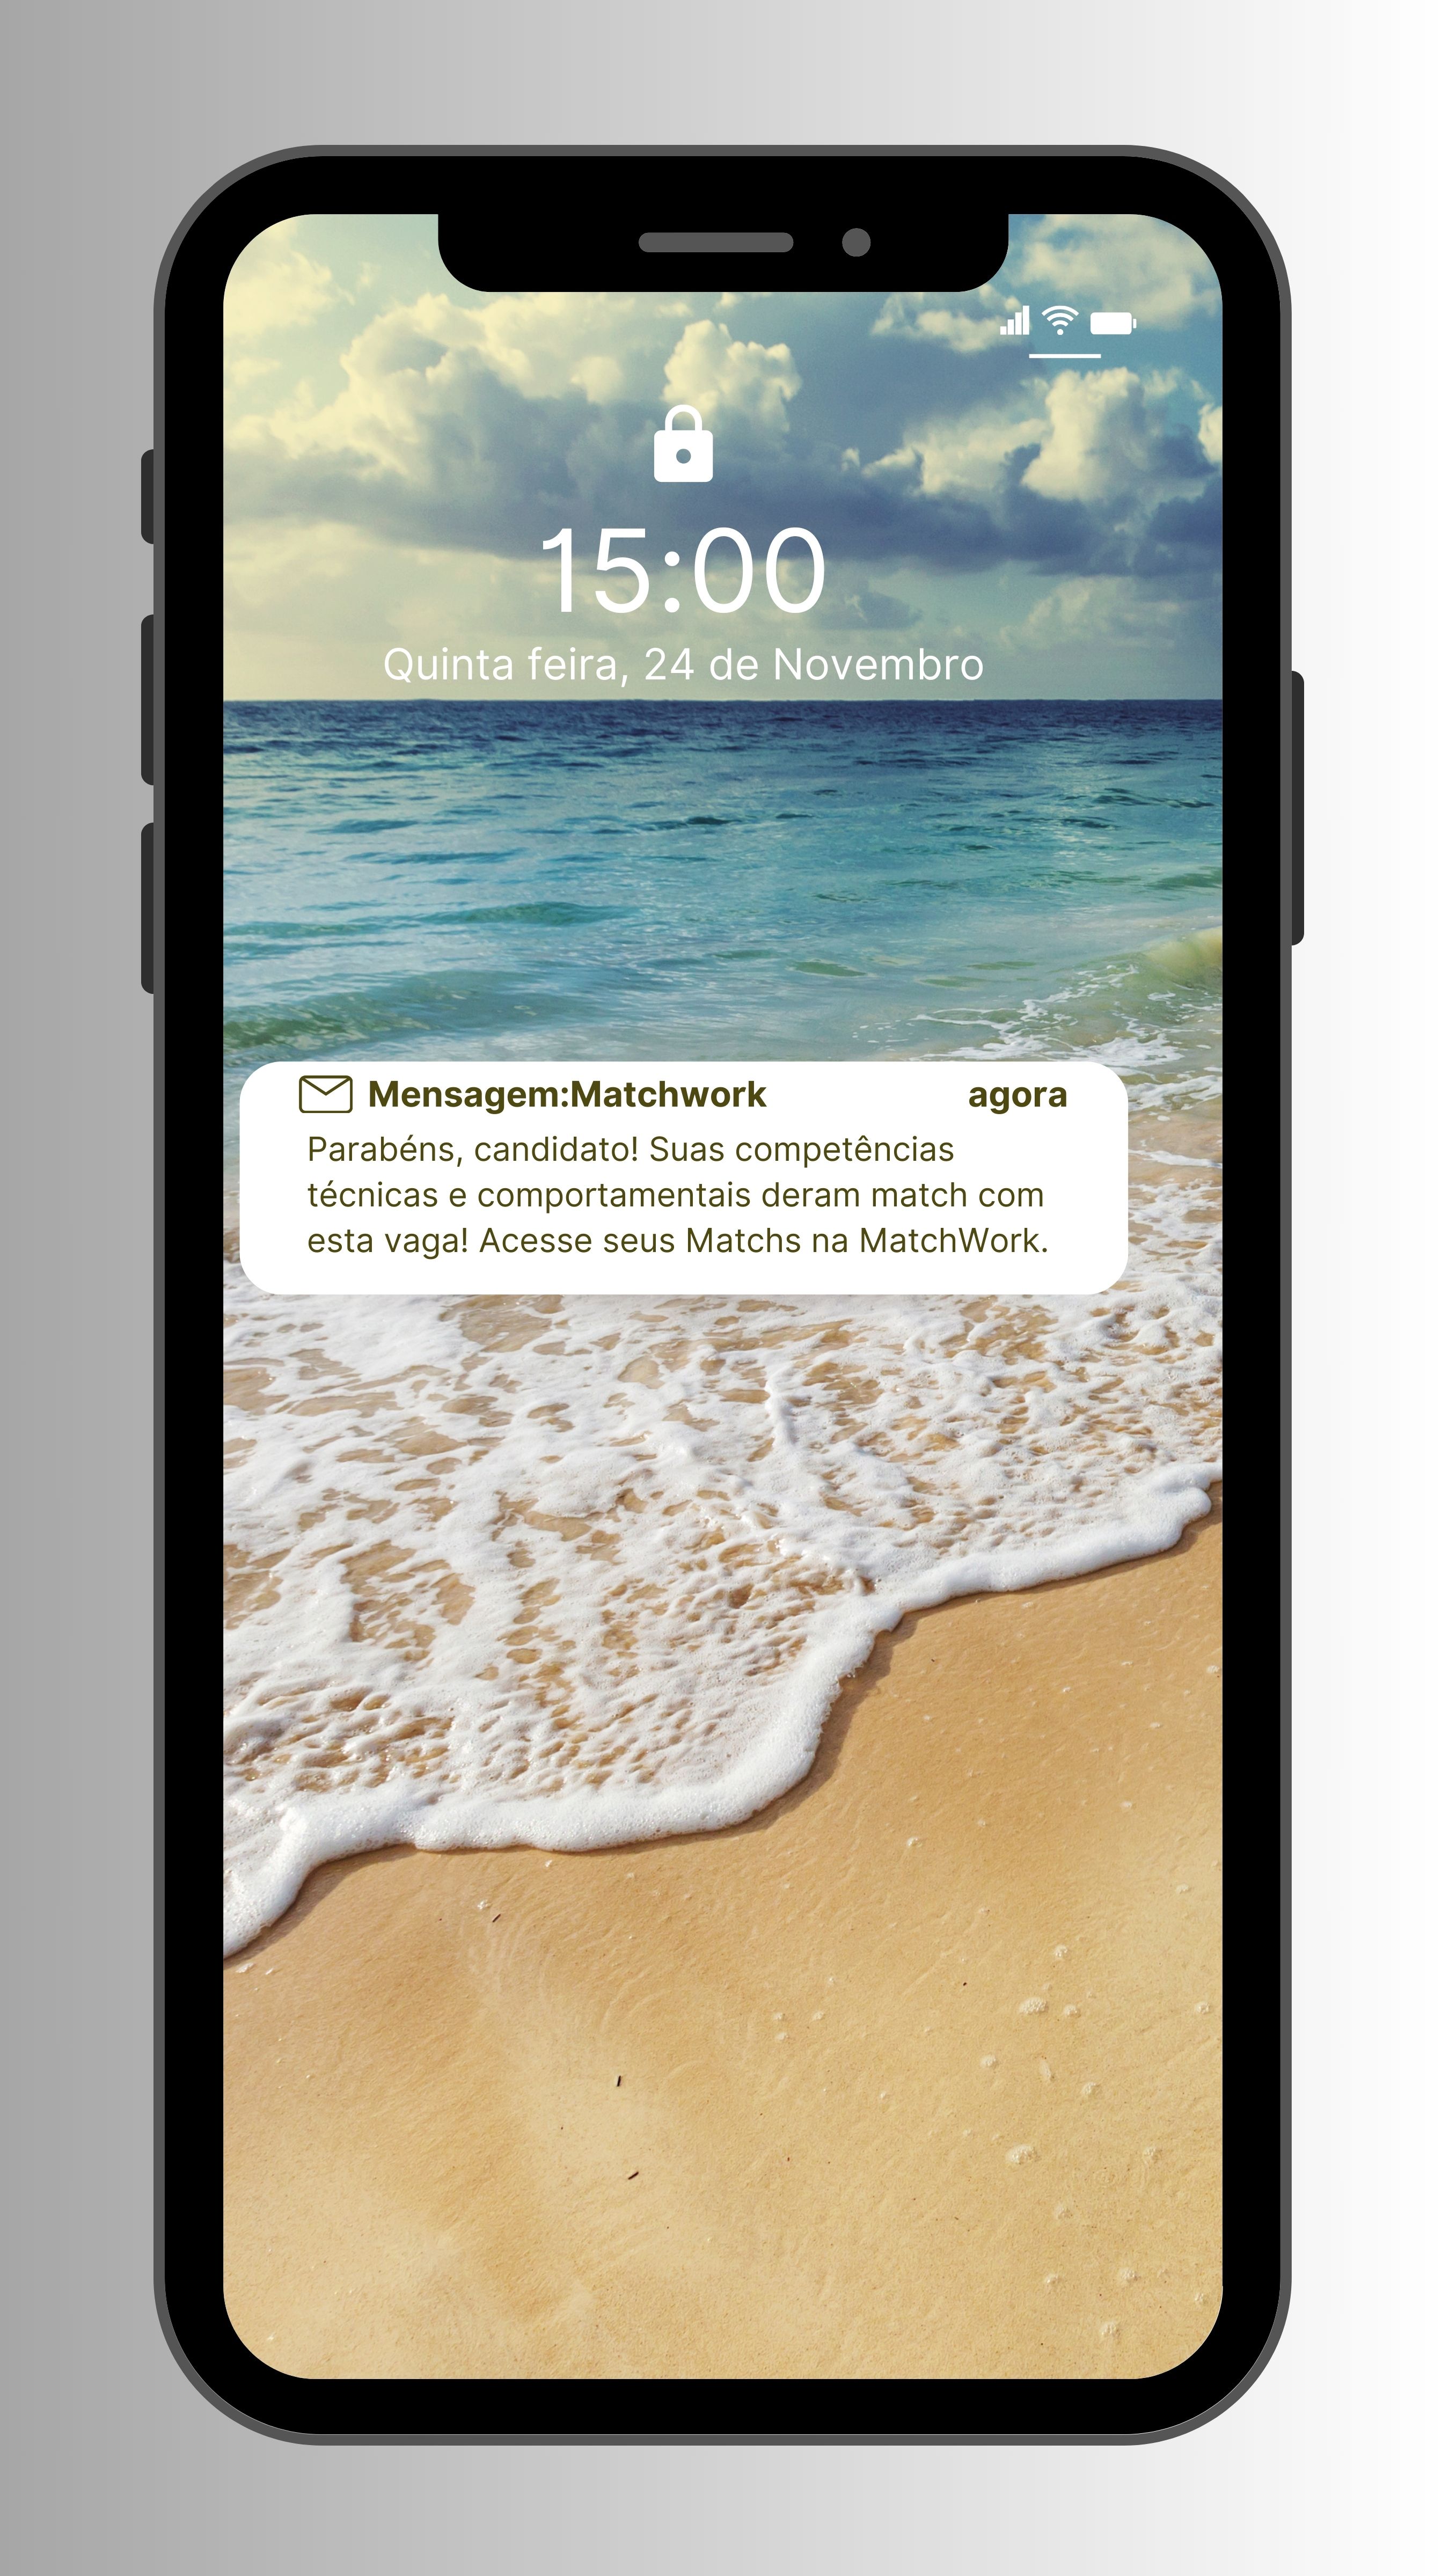 15:00
Quinta feira, 24 de Novembro
Mensagem:Matchwork agora
Parabéns, candidato! Suas competências
técnicas e comportamentais deram match com
esta vaga! Acesse seus Matchs na MatchWork.